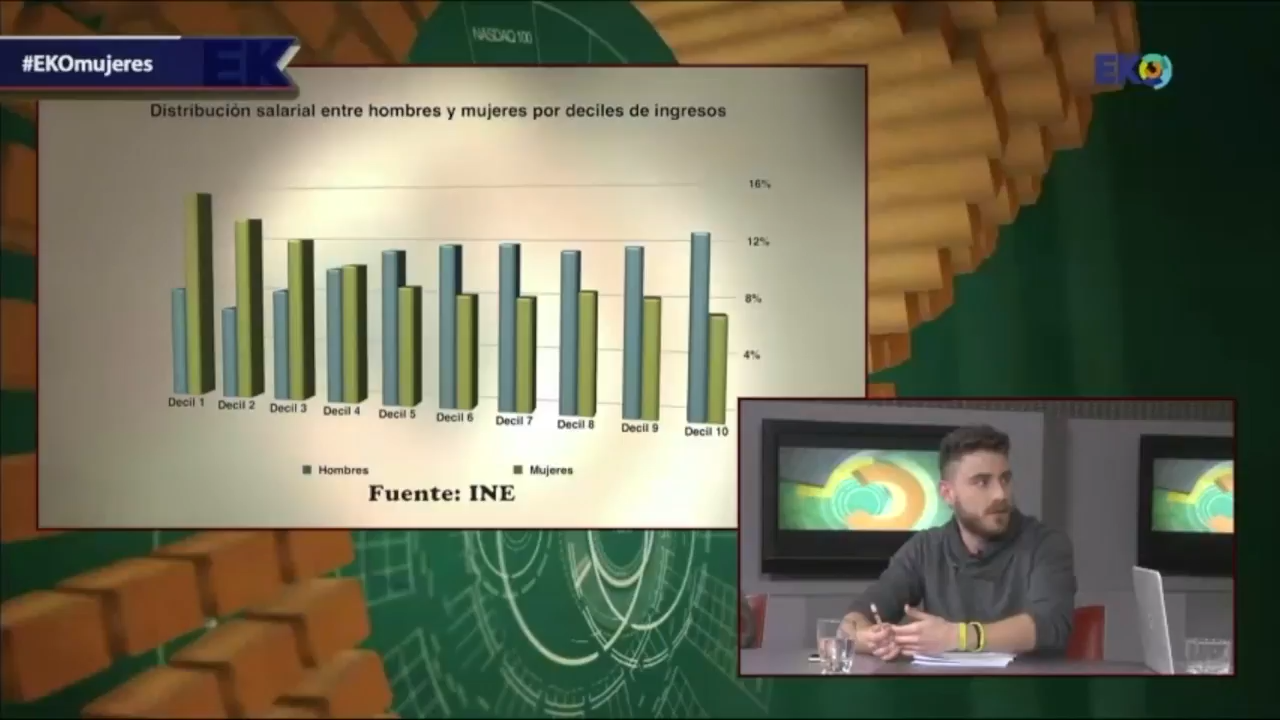 NASDAQ 100
#EKOmujeres
EK
EKO
Distribución salarial entre hombres y mujeres por deciles de ingresos
16%
12%
8%
4%
Decil 1
Decil 2
Decil 3
Decil 4
Decil 5
Decil 6
Decil 7
Decil 8
Decil 9
Decil 10
Hombres
Mujeres
Fuente: INE